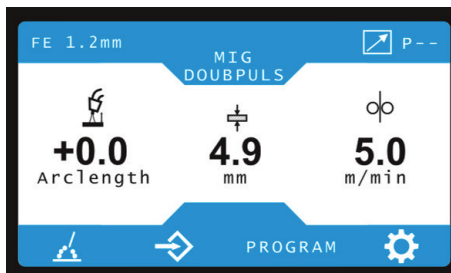 FE 1.2mm
MIG
DOUBPULS
P--
+0.0
Arclength
4.9
mm
5.0
m/min
PROGRAM